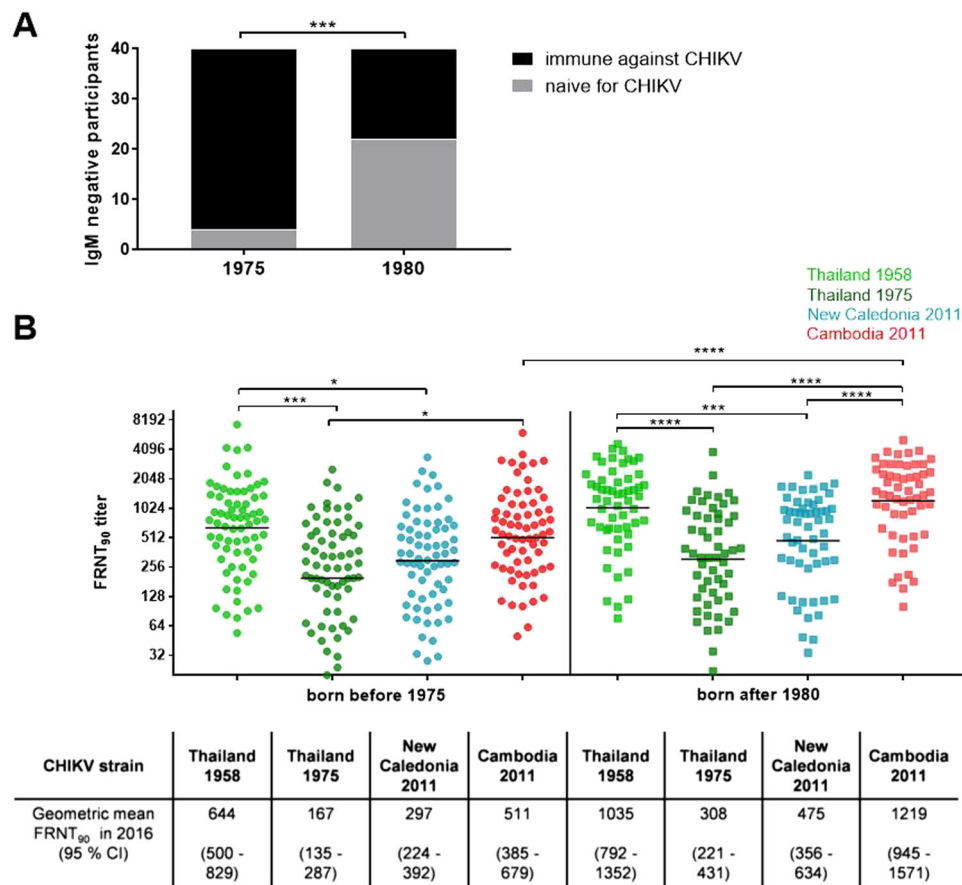 A
***
IgM negative participants
40
30
20
10
0
1975
1980
immune against CHIKV
naive for CHIKV
Thailand 1958
Thailand 1975
New Caledonia 2011
Cambodia 2011
B
****
* ****
*** *** ****
* ****
FRNT90 titer
8192
4096
2048
1024
512
256
128
64
32
born before 1975
born after 1980
CHIKV strain Thailand 1958 Thailand 1975 New Caledonia 2011 Cambodia 2011 Thailand 1958 Thailand 1975 New Caledonia 2011 Cambodia 2011
Geometric mean FRNT90 in 2016 (95 % CI)
644 167 297 511 1035 308 475 1219
(500 - 829) (135 - 287) (224 - 392) (385 - 679) (792 - 1352) (221 - 431) (356 - 634) (945 - 1571)